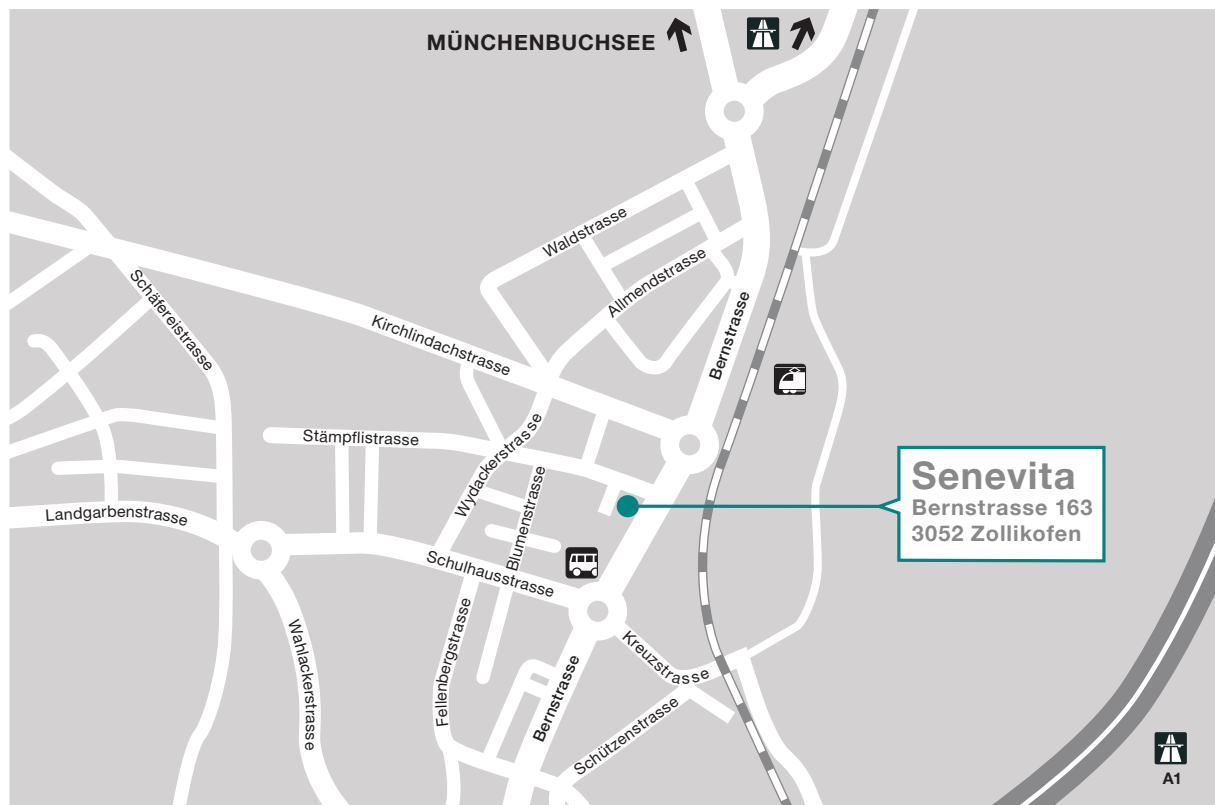 MÜNCHENBUCHSEE
Waldstrasse
Allmendstrasse
Schäfereistrasse
Kirchlindachstrasse
Bernstrasse
Stämpflistrasse
Wydackerstrasse
Blumenstrasse
Senevita
Bernstrasse 163
3052 Zollikofen
Landgarbenstrasse
Schulhausstrasse
Wahlackerstrasse
Fellenbergstrasse
Kreuzstrasse
Bernstrasse
Schützenstrasse
A1